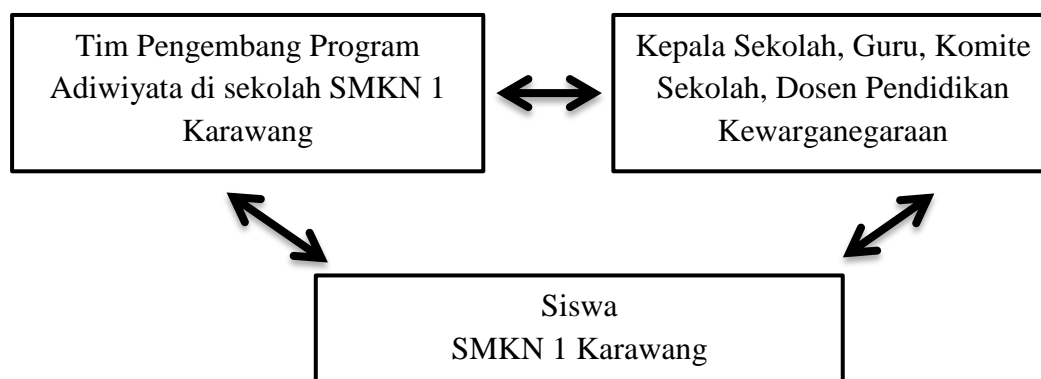 Tim Pengembang Program
Adiwiyata di sekolah SMKN 1
Karawang
Kepala Sekolah, Guru, Komite
Sekolah, Dosen Pendidikan
Kewarganegaraan
Siswa
SMKN 1 Karawang